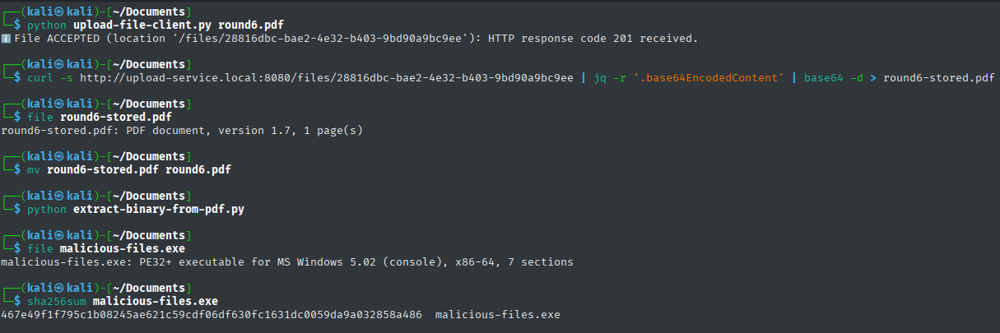 ┌──(kali㉿kali)-[~/Documents]
└─$ python upload-file-client.py round6.pdf
ℹ️ File ACCEPTED (location '/files/28816dbc-bae2-4e32-b403-9bd90a9bc9ee'): HTTP response code 201 received.
┌──(kali㉿kali)-[~/Documents]
└─$ curl -s http://upload-service.local:8080/files/28816dbc-bae2-4e32-b403-9bd90a9bc9ee | jq -r '.base64EncodedContent' | base64 -d > round6-stored.pdf
┌──(kali㉿kali)-[~/Documents]
└─$ file round6-stored.pdf
round6-stored.pdf: PDF document, version 1.7, 1 page(s)
┌──(kali㉿kali)-[~/Documents]
└─$ mv round6-stored.pdf round6.pdf
┌──(kali㉿kali)-[~/Documents]
└─$ python extract-binary-from-pdf.py
┌──(kali㉿kali)-[~/Documents]
└─$ file malicious-files.exe
malicious-files.exe: PE32+ executable for MS Windows 5.02 (console), x86-64, 7 sections
┌──(kali㉿kali)-[~/Documents]
└─$ sha256sum malicious-files.exe
467e49f1f795c1b08245ae621c59cdf06df630fc1631dc0059da9a032858a486  malicious-files.exe